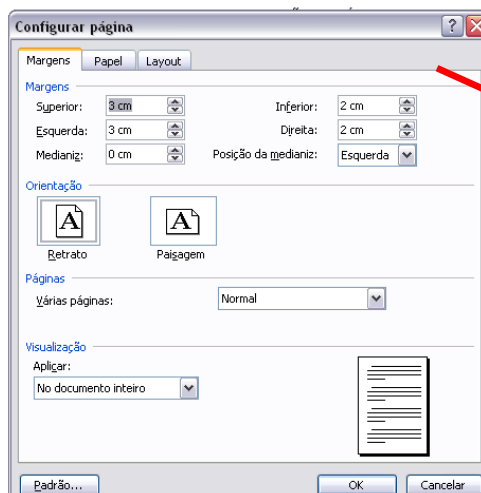 Configurar página
Margens Papel Layout
Margens
Superior: 3 cm Inferior: 2 cm
Esquerda: 3 cm Direita: 2 cm
Medianiz: 0 cm Posição da medianiz: Esquerda
Orientação
A A
Retrato Paisagem
Páginas
Várias páginas: Normal
Visualização
Aplicar:
No documento inteiro
Padrão... OK Cancelar